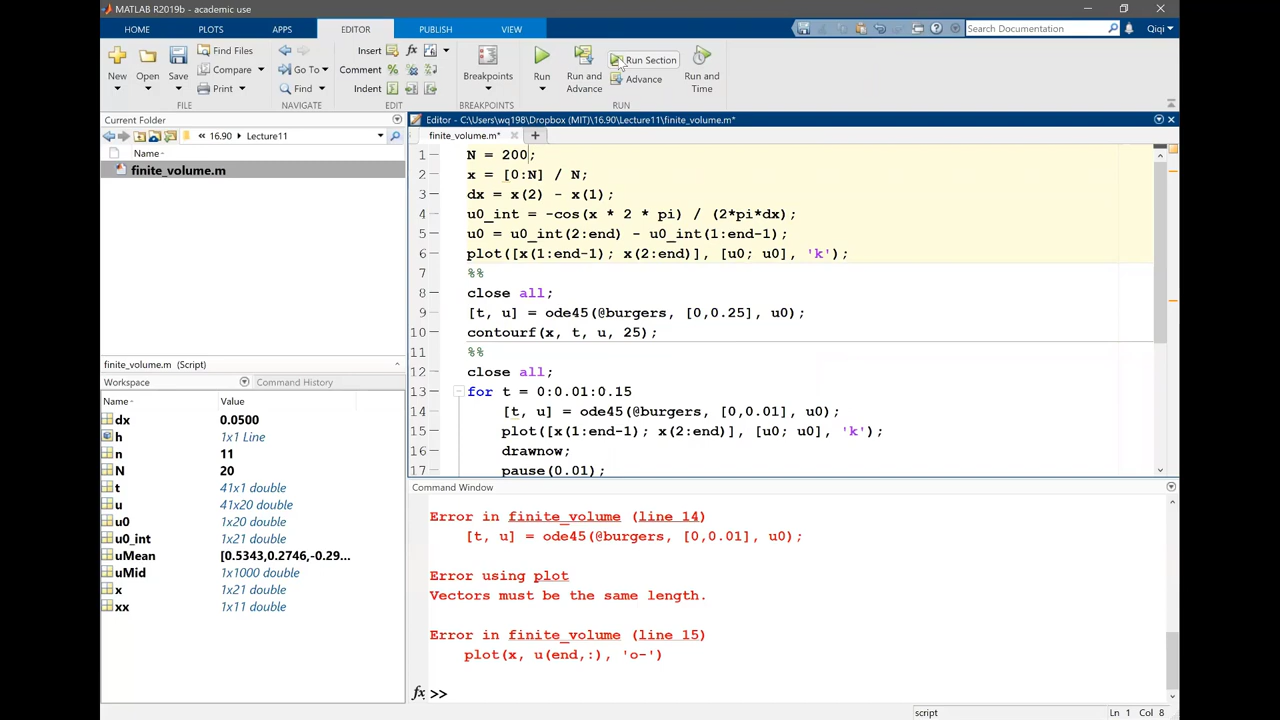 MATLAB R2019b - academic use
HOME PLOTS APPS EDITOR PUBLISH VIEW Search Documentation Qiqi
New Open Save Find Files Compare Print
Go To Find
Insert fx Comment % Indent
Breakpoints
Run Run and Advance Run Section Advance Run and Time
FILE NAVIGATE EDIT BREAKPOINTS RUN
Current Folder
« 16.90 Lecture11
Name
finite_volume.m
finite_volume.m (Script)
Workspace Command History
Name Value
dx 0.0500
h 1x1 Line
n 11
N 20
t 41x1 double
u 41x20 double
u0 1x20 double
u0_int 1x21 double
uMean [0.5343,0.2746,-0.29...
uMid 1x1000 double
x 1x21 double
xx 1x11 double
Editor - C:\Users\wq198\Dropbox (MIT)\16.90\Lecture11\finite_volume.m*
finite_volume.m*
1 N = 200;
2 x = [0:N] / N;
3 dx = x(2) - x(1);
4 u0_int = -cos(x * 2 * pi) / (2*pi*dx);
5 u0 = u0_int(2:end) - u0_int(1:end-1);
6 plot([x(1:end-1); x(2:end)], [u0; u0], 'k');
7 %%
8 close all;
9 [t, u] = ode45(@burgers, [0,0.25], u0);
10 contourf(x, t, u, 25);
11 %%
12 close all;
13 for t = 0:0.01:0.15
14 [t, u] = ode45(@burgers, [0,0.01], u0);
15 plot([x(1:end-1); x(2:end)], [u0; u0], 'k');
16 drawnow;
17 pause(0.01);
Command Window
Error in finite_volume (line 14)
[t, u] = ode45(@burgers, [0,0.01], u0);
Error using plot
Vectors must be the same length.
Error in finite_volume (line 15)
plot(x, u(end,:), 'o-')
fx >>
script Ln 1 Col 8